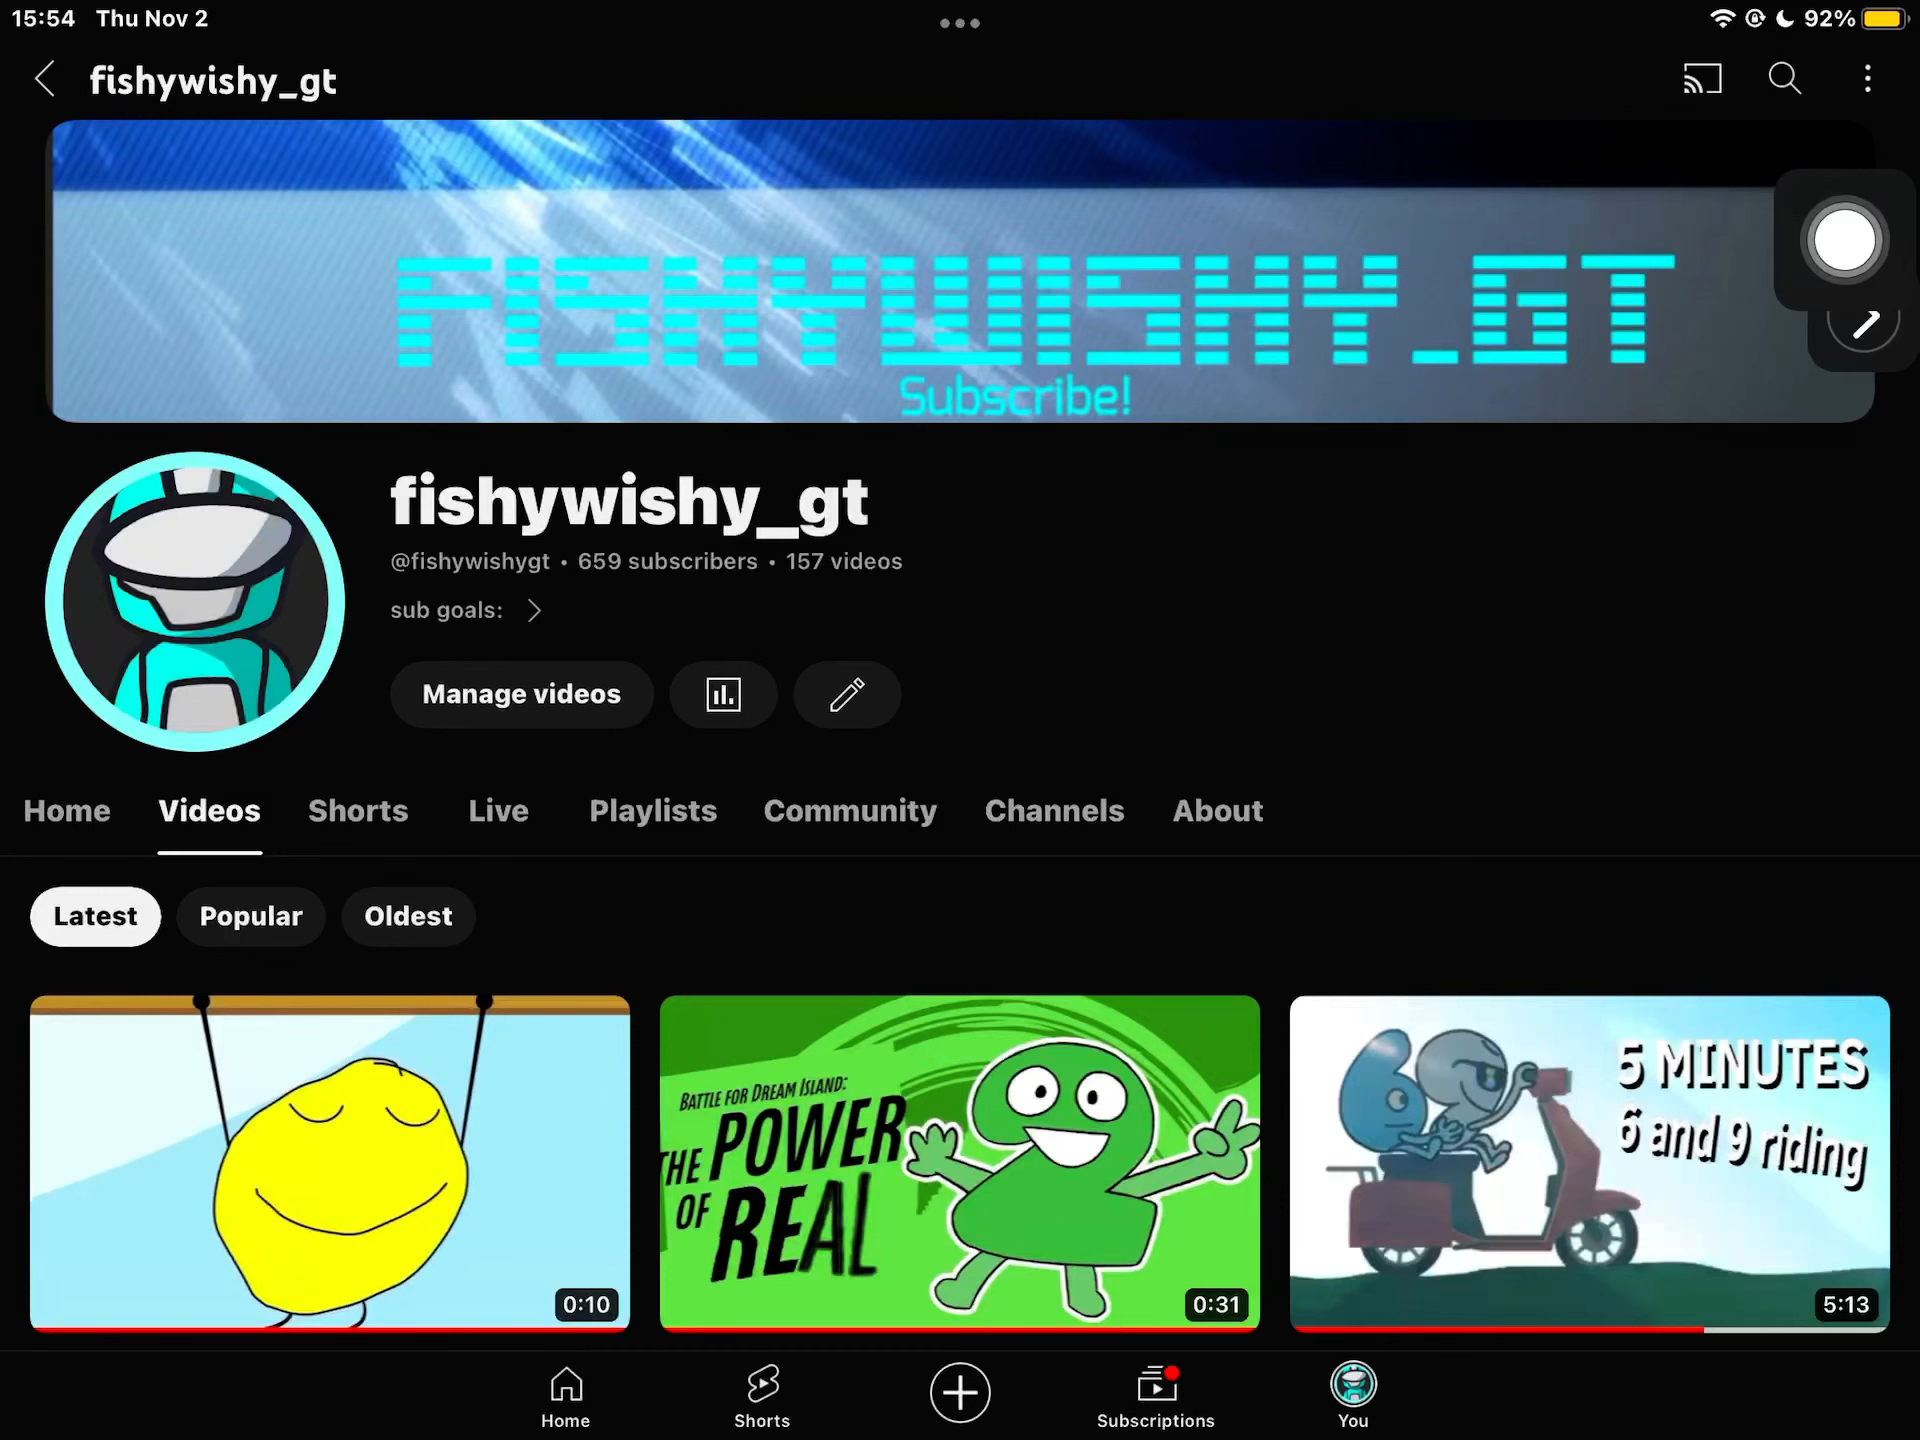 15:54 Thu Nov 2
92%
fishywishy_gt
FISHYWISHY_GT
Subscribe!
fishywishy_gt
@fishywishygt • 659 subscribers • 157 videos
sub goals:
Manage videos
Home Videos Shorts Live Playlists Community Channels About
Latest Popular Oldest
0:10
BATTLE FOR DREAM ISLAND:
THE POWER
OF REAL
0:31
5 MINUTES
6 and 9 riding
5:13
Home Shorts Subscriptions You